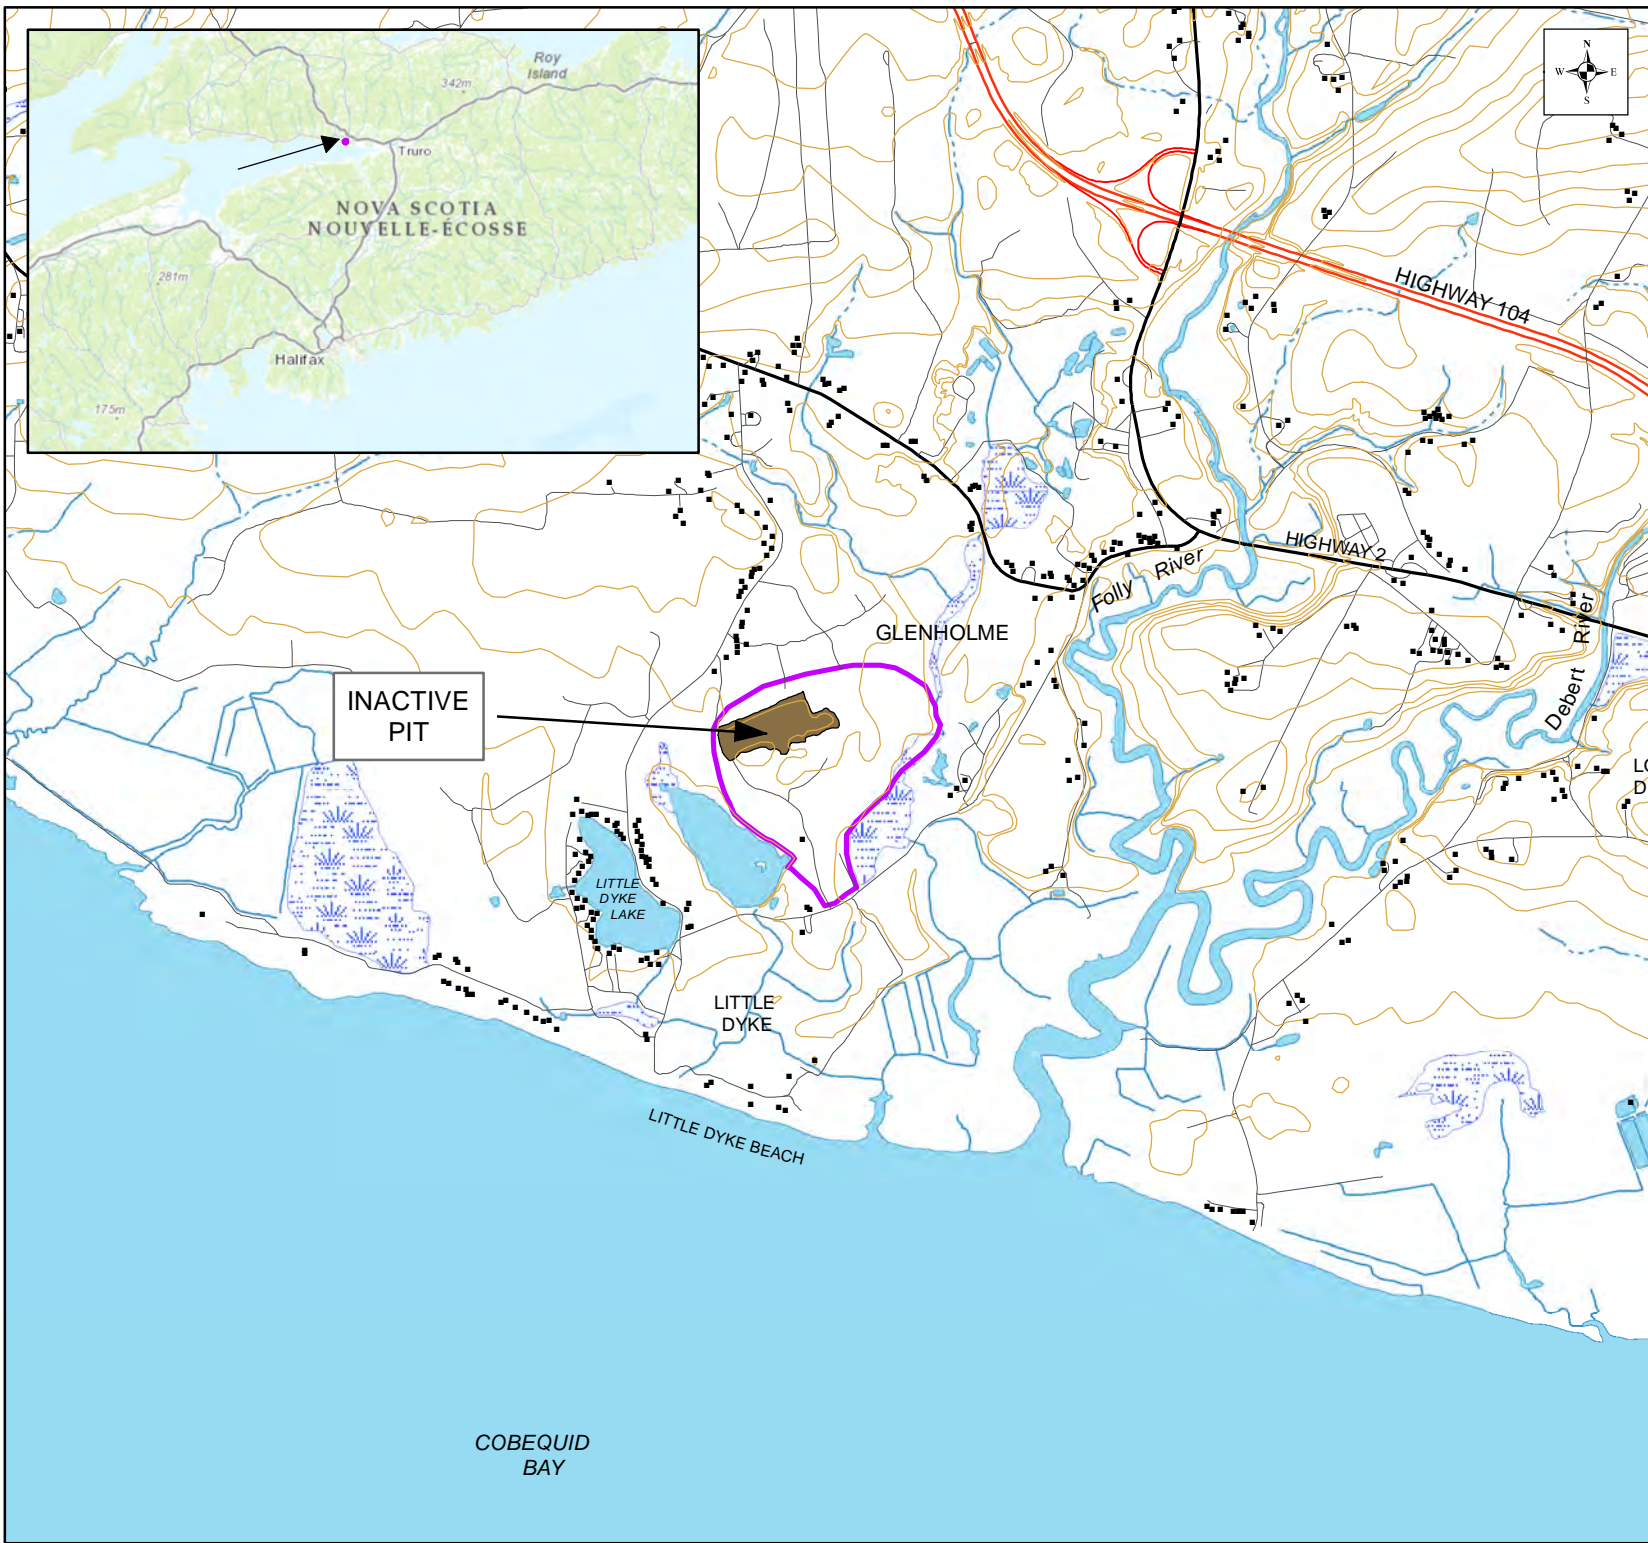 Roy
Island
342m
Truro
NOVA SCOTIA
NOUVELLE-ÉCOSSE
281m
Halifax
175m
N
W E
S
HIGHWAY 104
HIGHWAY 2
Folly River
Debert River
GLENHOLME
INACTIVE
PIT
LITTLE
DYKE
LAKE
LO
D
LITTLE
DYKE
LITTLE DYKE BEACH
COBEQUID
BAY